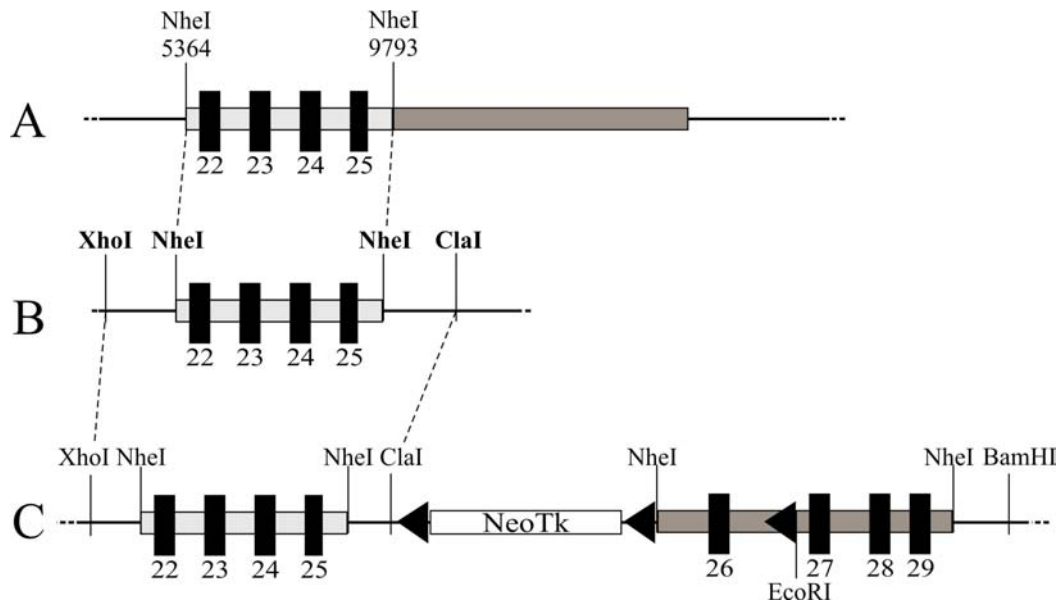 NheI NheI
5364 9793
A
22 23 24 25
XhoI NheI NheI ClaI
B
22 23 24 25
XhoI NheI NheI ClaI NheI NheI BamHI
C NeoTk
22 23 24 25 26 27 28 29
EcoRI